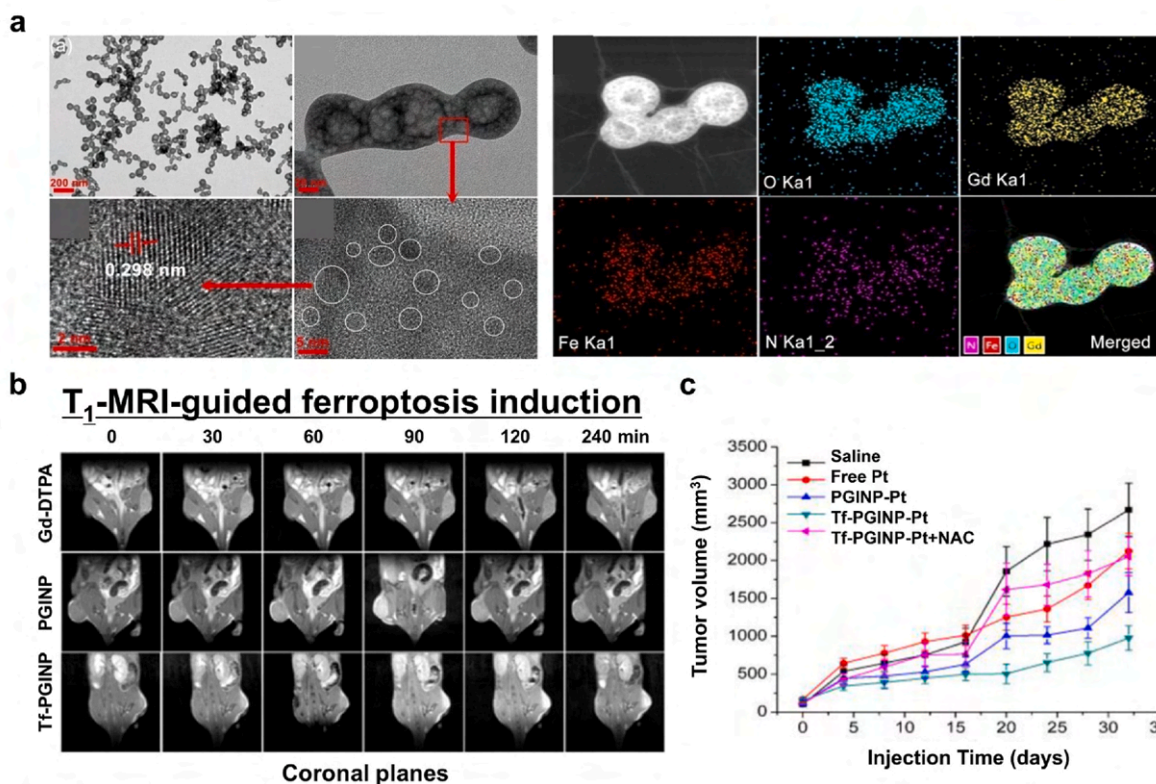 a
(a)
200 nm
O Ka1
Gd Ka1
0.298 nm
2 nm
5 nm
Fe Ka1
N Ka1_2
N Fe O Gd
Merged
b
T1-MRI-guided ferroptosis induction
0 30 60 90 120 240 min
Gd-DTPA
PGINP
Tf-PGINP
Coronal planes
c
Saline
Free Pt
PGINP-Pt
Tf-PGINP-Pt
Tf-PGINP-Pt+NAC
Tumor volume (mm³)
3500
3000
2500
2000
1500
1000
500
0
0 5 10 15 20 25 30
Injection Time (days)